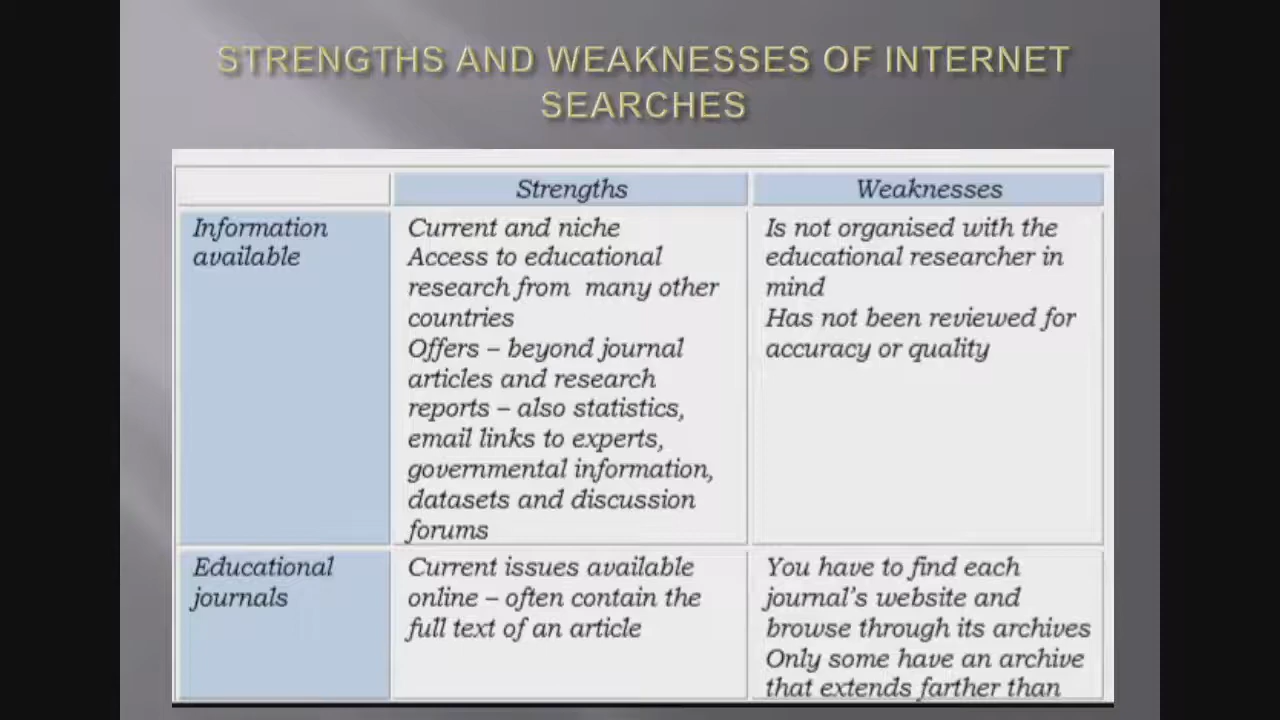 STRENGTHS AND WEAKNESSES OF INTERNET
SEARCHES
Strengths
Weaknesses
Information
available
Current and niche
Access to educational
research from many other
countries
Offers – beyond journal
articles and research
reports – also statistics,
email links to experts,
governmental information,
datasets and discussion
forums
Is not organised with the
educational researcher in
mind
Has not been reviewed for
accuracy or quality
Educational
journals
Current issues available
online – often contain the
full text of an article
You have to find each
journal's website and
browse through its archives
Only some have an archive
that extends farther than